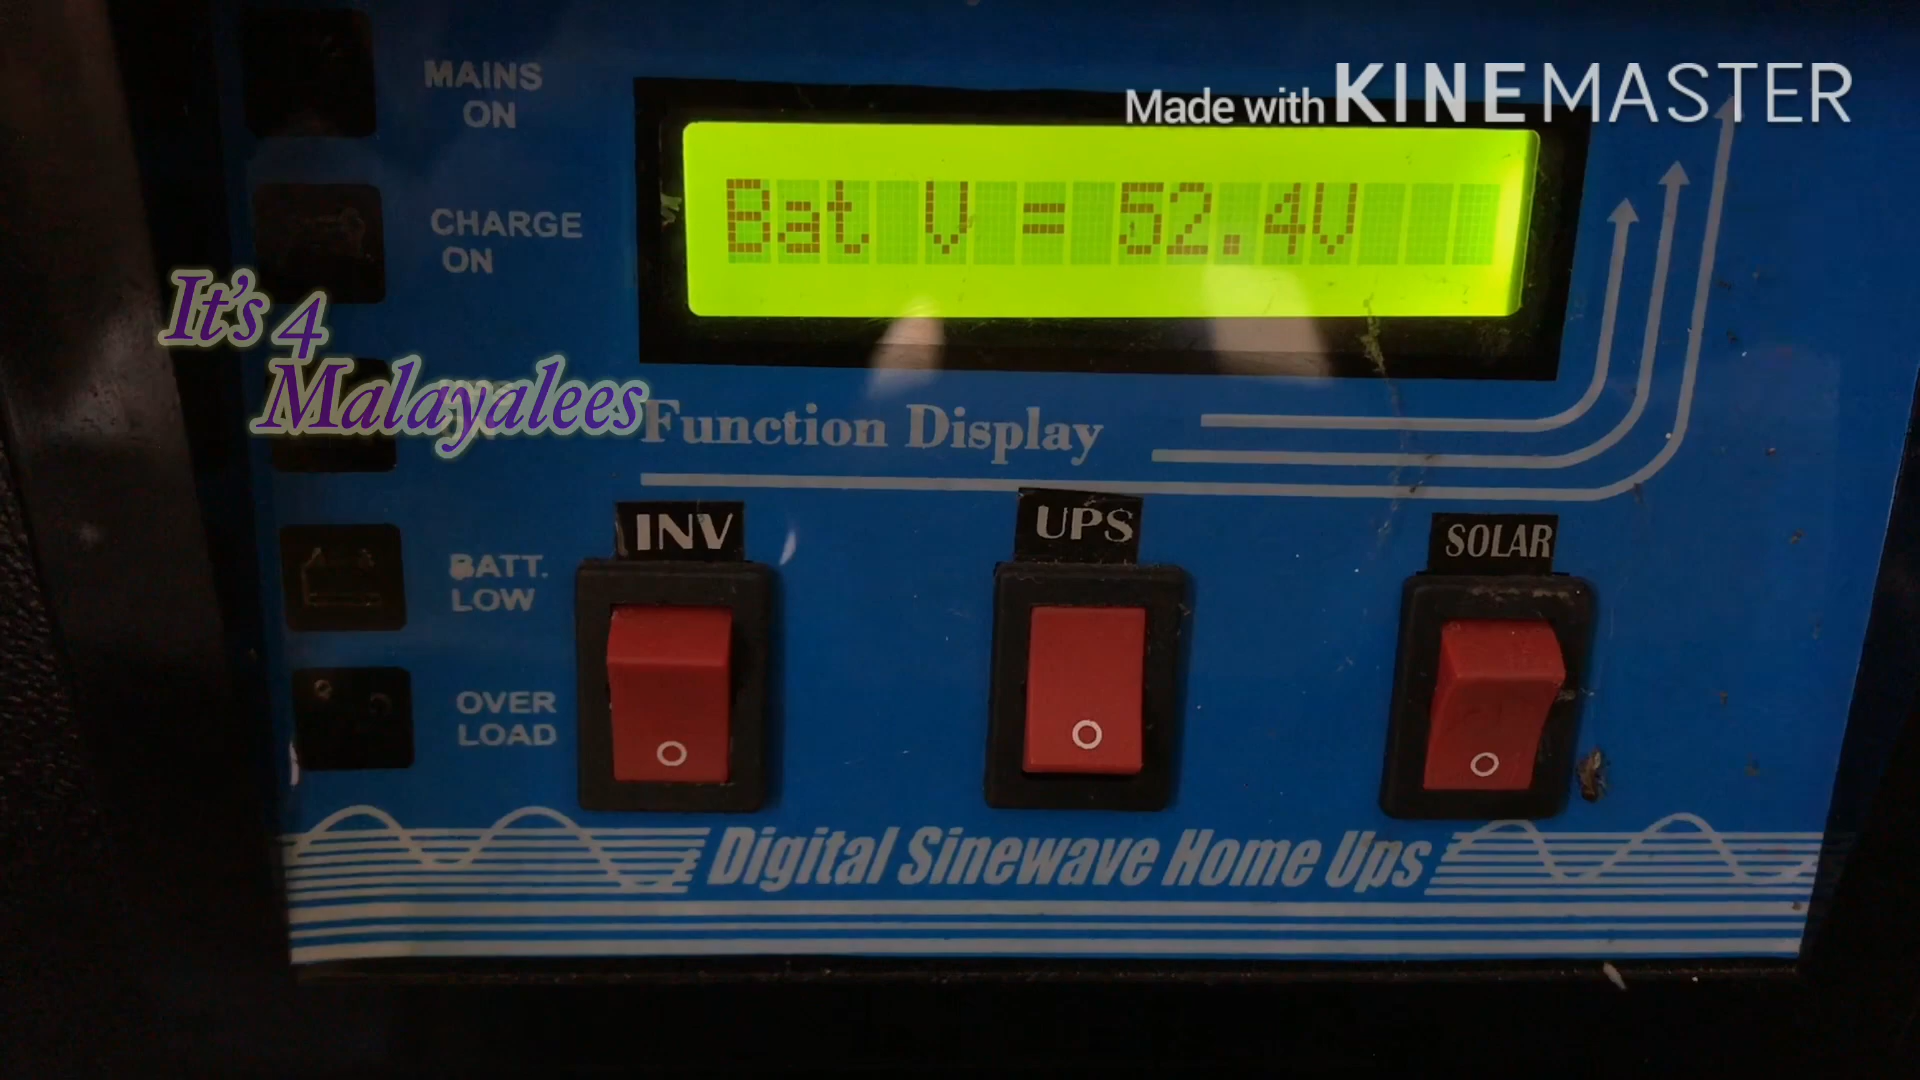 Made with KINEMASTER
MAINS
ON
Bat V = 52.4V
CHARGE
ON
It's 4
Malayalees
Function Display
INV
UPS
SOLAR
BATT.
LOW
OVER
LOAD
Digital Sinewave Home Ups